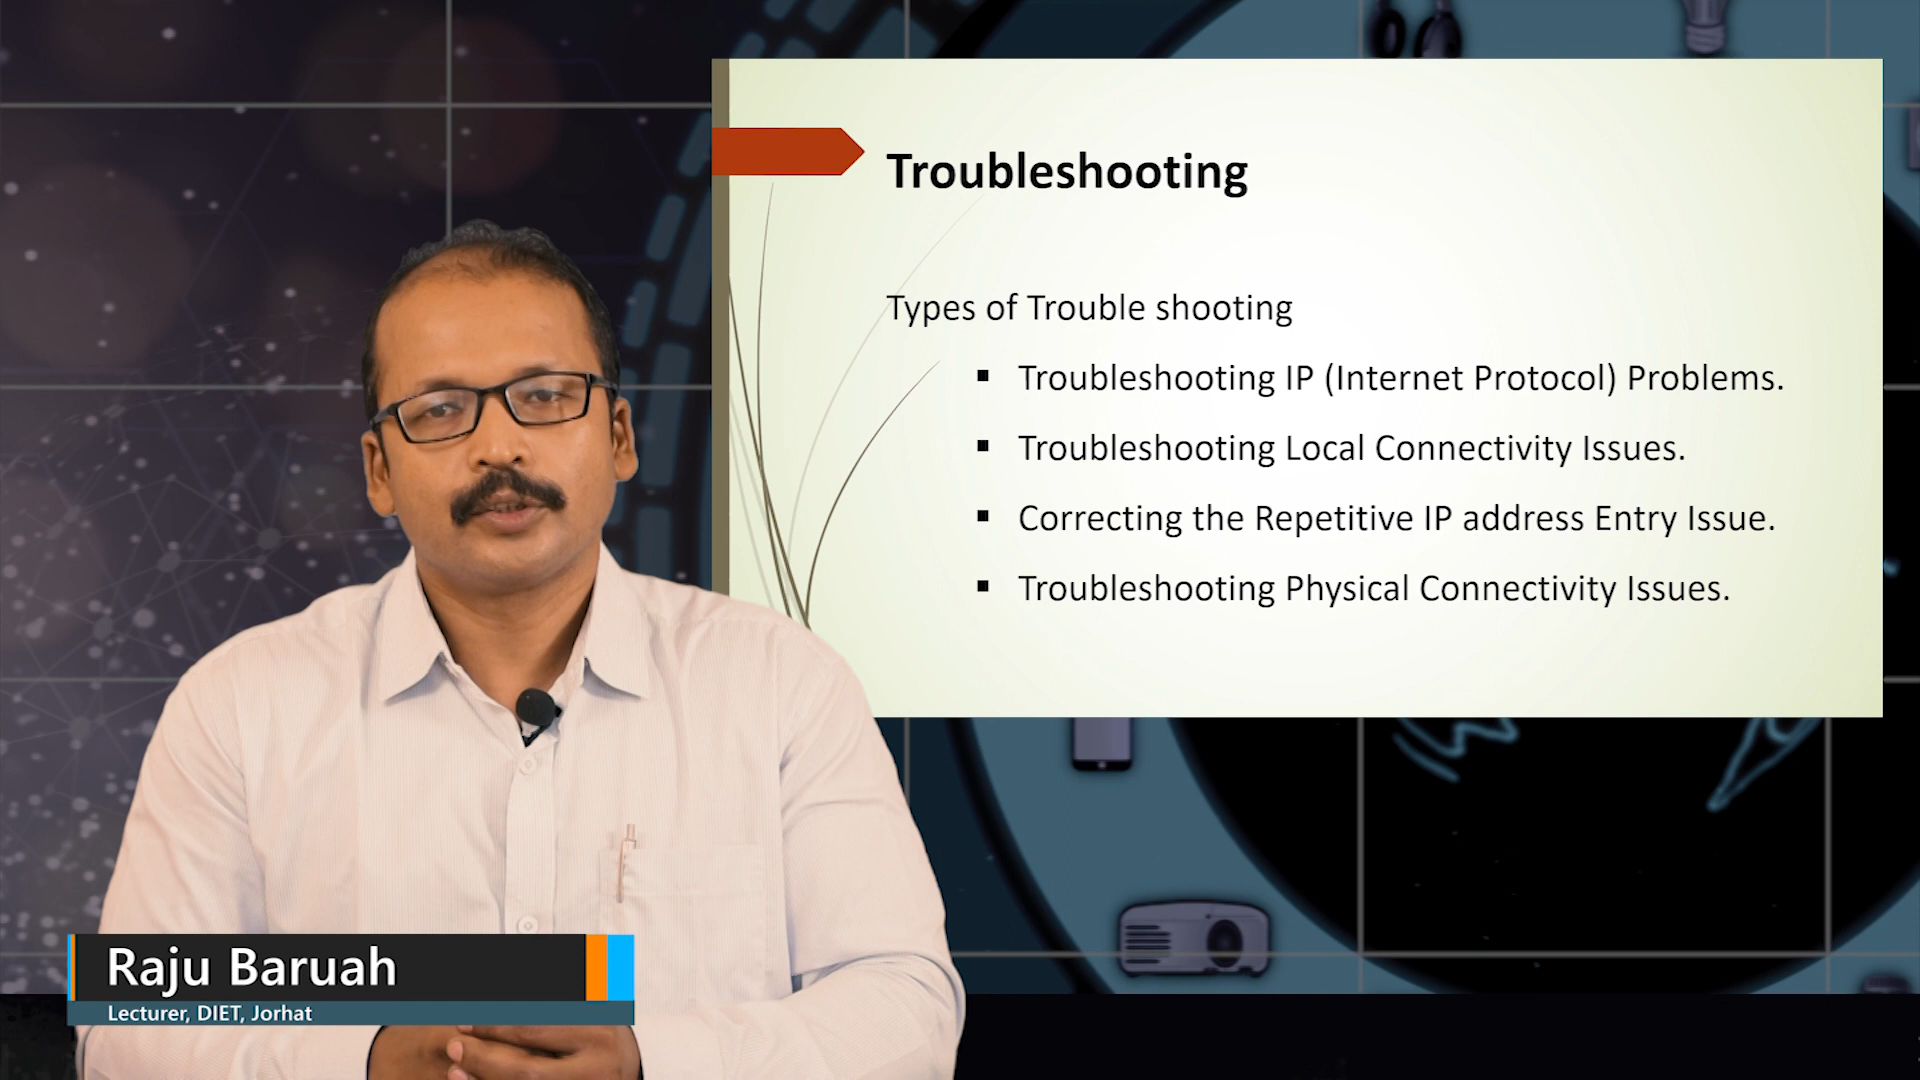 Troubleshooting
Types of Trouble shooting
▪ Troubleshooting IP (Internet Protocol) Problems.
▪ Troubleshooting Local Connectivity Issues.
▪ Correcting the Repetitive IP address Entry Issue.
▪ Troubleshooting Physical Connectivity Issues.
Raju Baruah
Lecturer, DIET, Jorhat